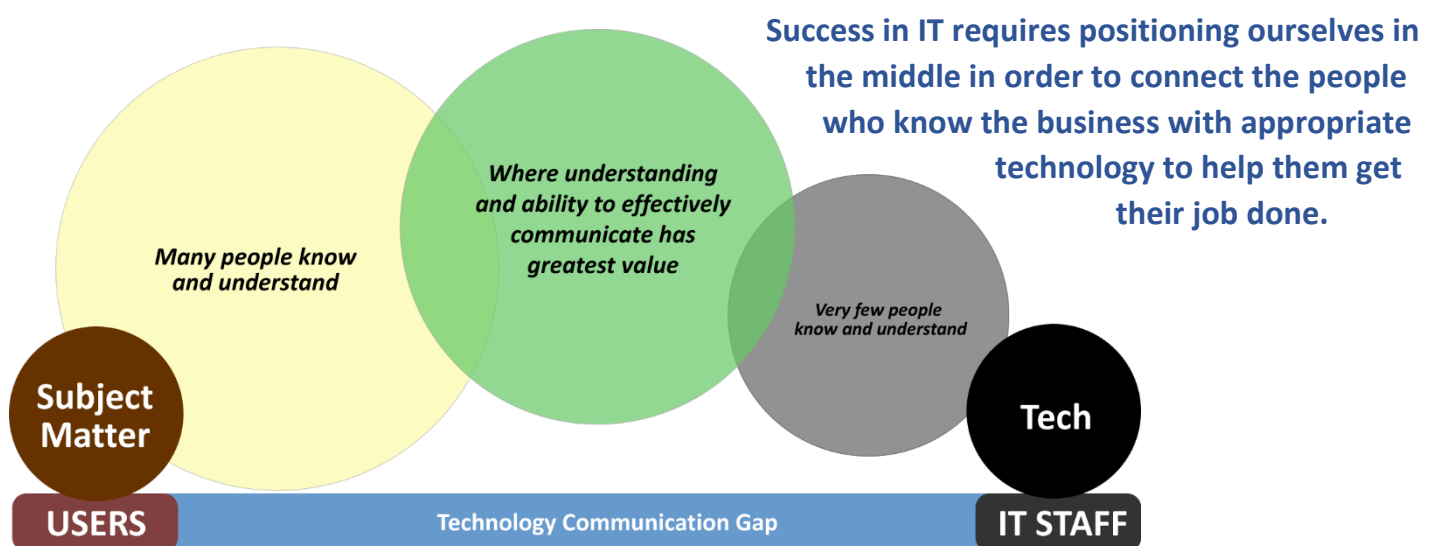 Success in IT requires positioning ourselves in
the middle in order to connect the people
who know the business with appropriate
technology to help them get
their job done.
Many people know
and understand
Where understanding
and ability to effectively
communicate has
greatest value
Very few people
know and understand
Subject
Matter
Tech
USERS
Technology Communication Gap
IT STAFF